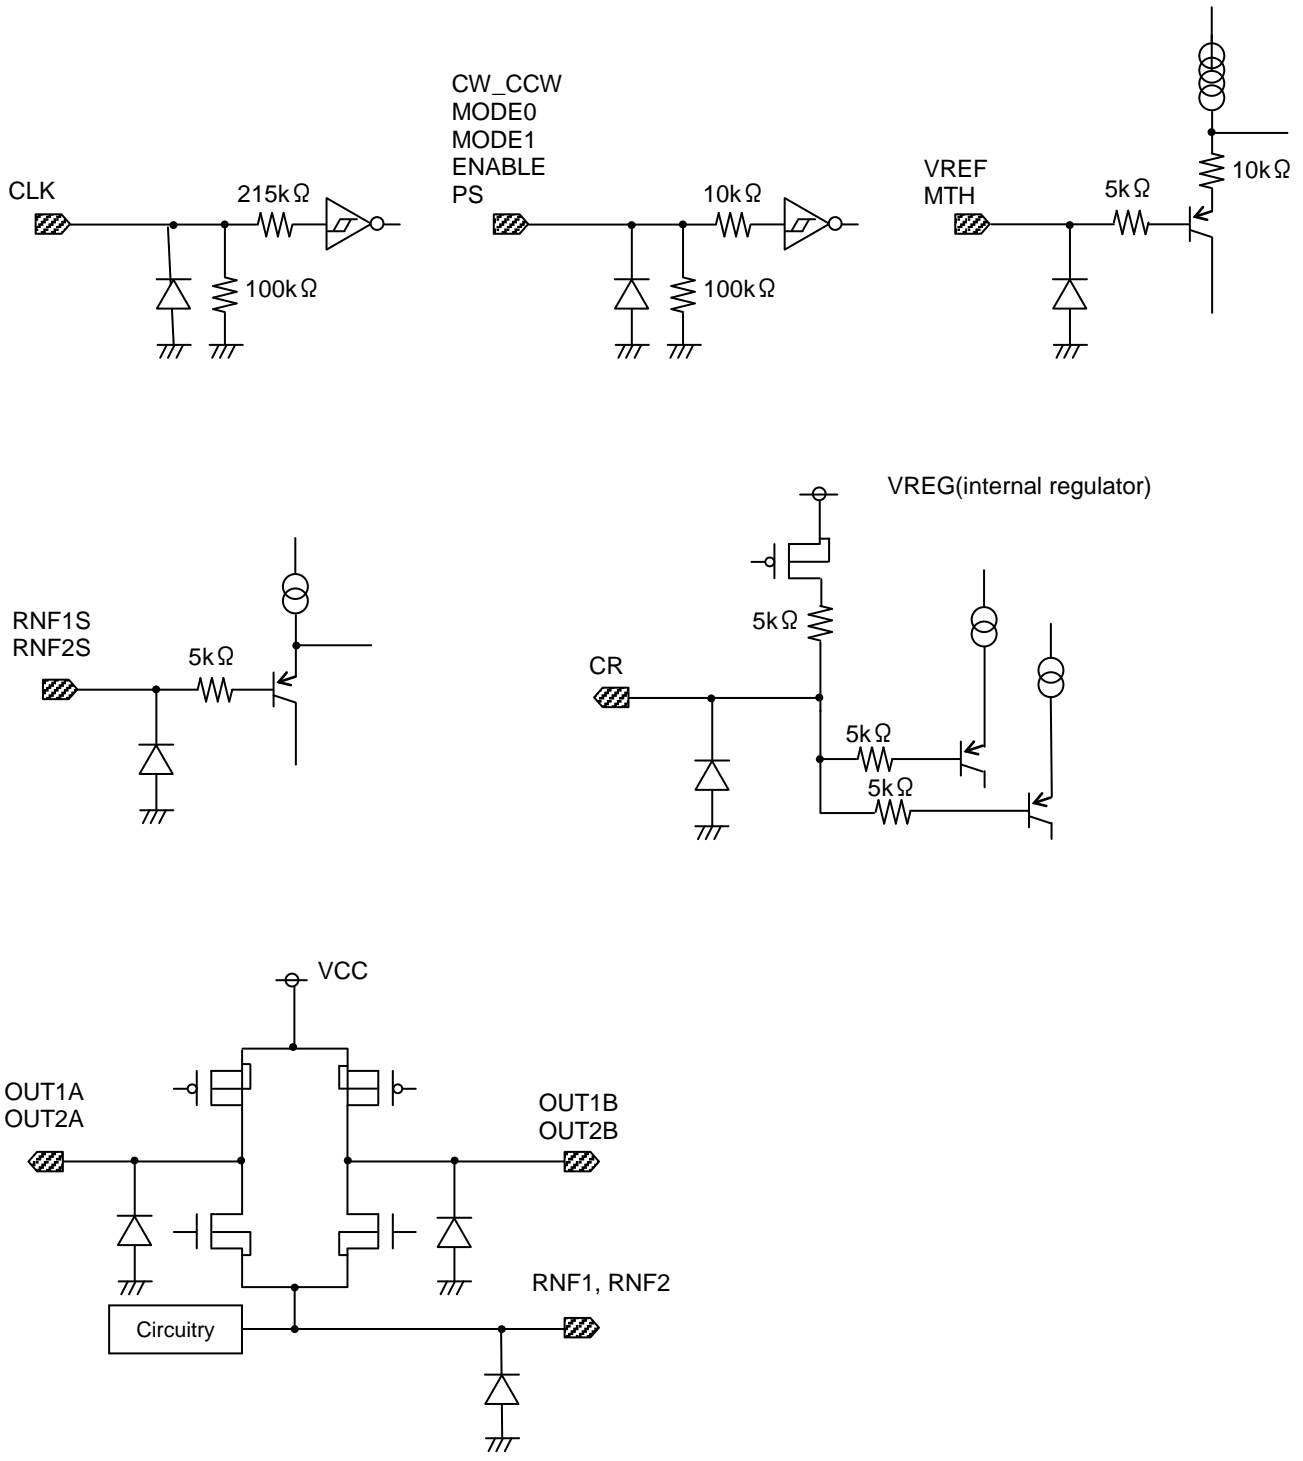 CLK
215kΩ
100kΩ
CW_CCW
MODE0
MODE1
ENABLE
PS
10kΩ
100kΩ
VREF
MTH
5kΩ
10kΩ
RNF1S
RNF2S
5kΩ
VREG(internal regulator)
5kΩ
CR
5kΩ
5kΩ
VCC
OUT1A
OUT2A
OUT1B
OUT2B
RNF1, RNF2
Circuitry